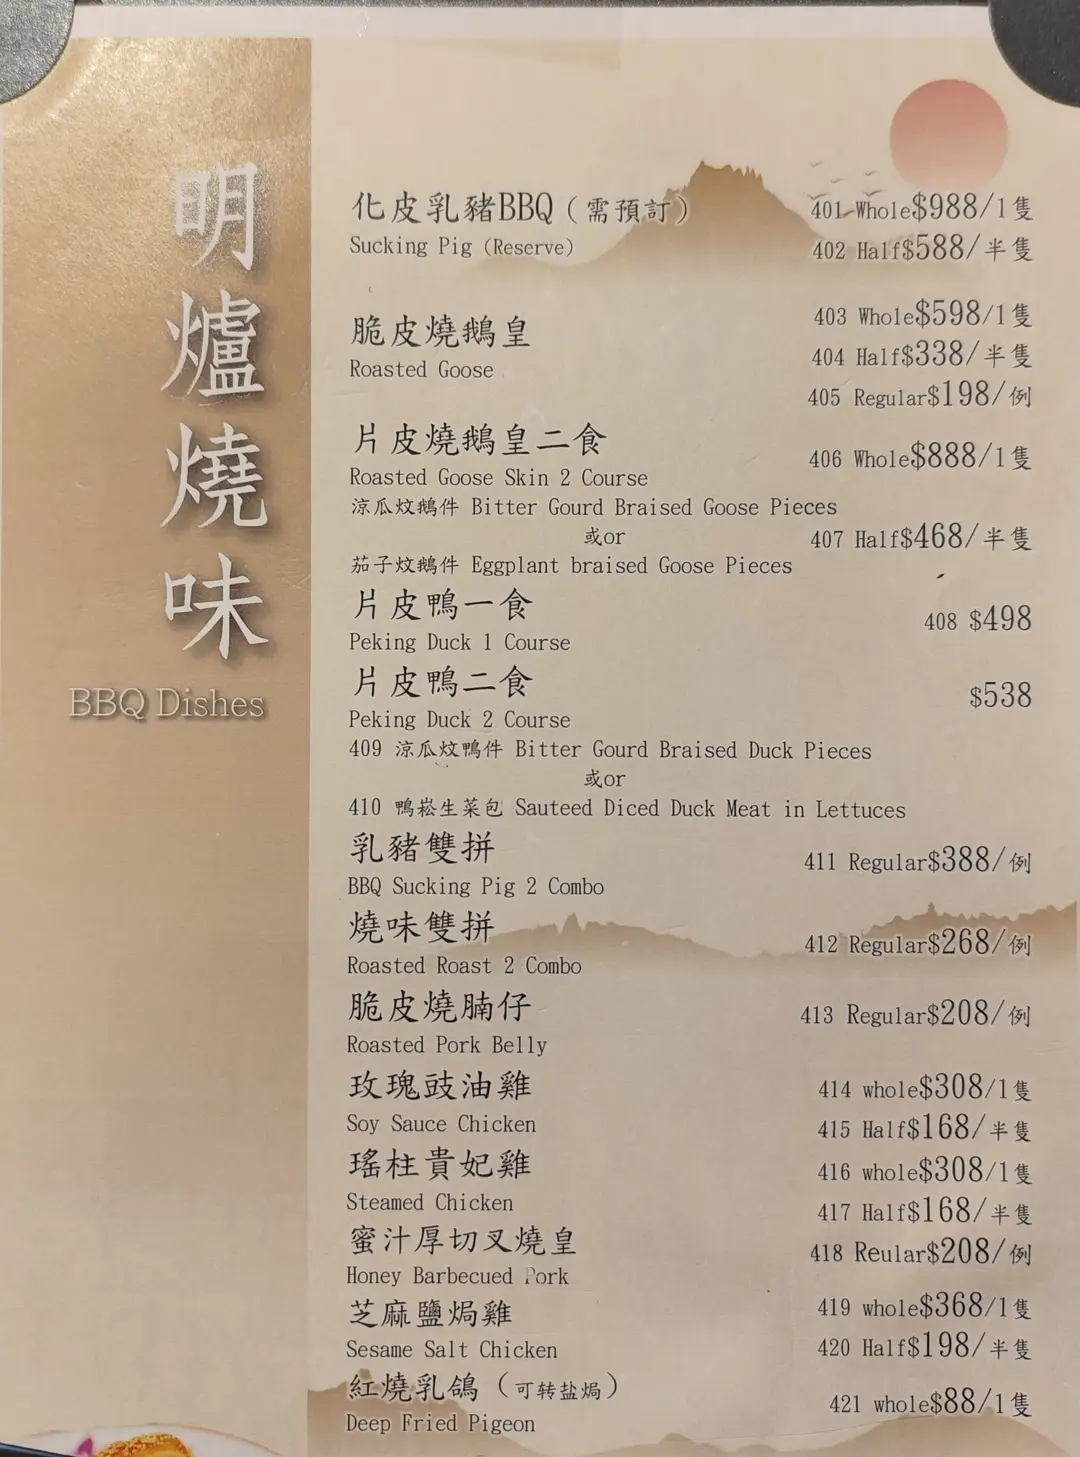 明爐燒味
BBQ Dishes
化皮乳豬BBQ（需預訂）
Sucking Pig (Reserve)
401 Whole$988/1隻
402 Half$588/半隻
脆皮燒鵝皇
Roasted Goose
403 Whole$598/1隻
404 Half$338/半隻
405 Regular$198/例
片皮燒鵝皇二食
Roasted Goose Skin 2 Course
406 Whole$888/1隻
涼瓜炆鵝件 Bitter Gourd Braised Goose Pieces
或or
407 Half$468/半隻
茄子炆鵝件 Eggplant braised Goose Pieces
片皮鴨一食
Peking Duck 1 Course
408 $498
片皮鴨二食
Peking Duck 2 Course
$538
409 涼瓜炆鴨件 Bitter Gourd Braised Duck Pieces
或or
410 鴨崧生菜包 Sauteed Diced Duck Meat in Lettuces
乳豬雙拼
BBQ Sucking Pig 2 Combo
411 Regular$388/例
燒味雙拼
Roasted Roast 2 Combo
412 Regular$268/例
脆皮燒腩仔
Roasted Pork Belly
413 Regular$208/例
玫瑰豉油雞
Soy Sauce Chicken
414 whole$308/1隻
415 Half$168/半隻
瑤柱貴妃雞
Steamed Chicken
416 whole$308/1隻
417 Half$168/半隻
蜜汁厚切叉燒皇
Honey Barbecued Pork
418 Reular$208/例
芝麻鹽焗雞
Sesame Salt Chicken
419 whole$368/1隻
420 Half$198/半隻
紅燒乳鴿（可转盐焗）
Deep Fried Pigeon
421 whole$88/1隻